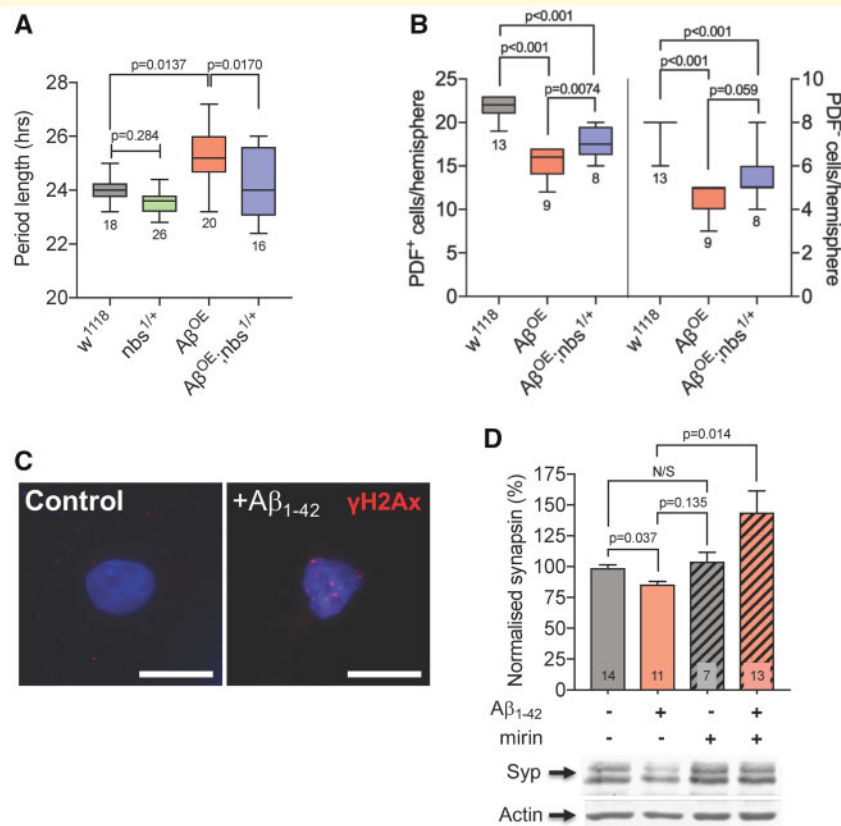 A
p=0.0137 p=0.0170
p=0.284
Period length (hrs)
28
26
24
22
20
18
26
20
16
w1118
nbs1/+
AβOE
AβOE;nbs1/+
B
p<0.001
p<0.001
p=0.0074
p<0.001
p<0.001
p=0.059
PDF+ cells/hemisphere
25
20
15
10
5
0
13
9
8
13
9
8
10
8
6
4
2
0
PDF- cells/hemisphere
w1118
AβOE
AβOE;nbs1/+
w1118
AβOE
AβOE;nbs1/+
C
Control
+Aβ1-42
γH2Ax
D
p=0.014
N/S
p=0.135
p=0.037
Normalised synapsin (%)
175
150
125
100
75
50
25
0
14
11
7
13
Aβ1-42 - + - +
mirin - - + +
Syp
Actin